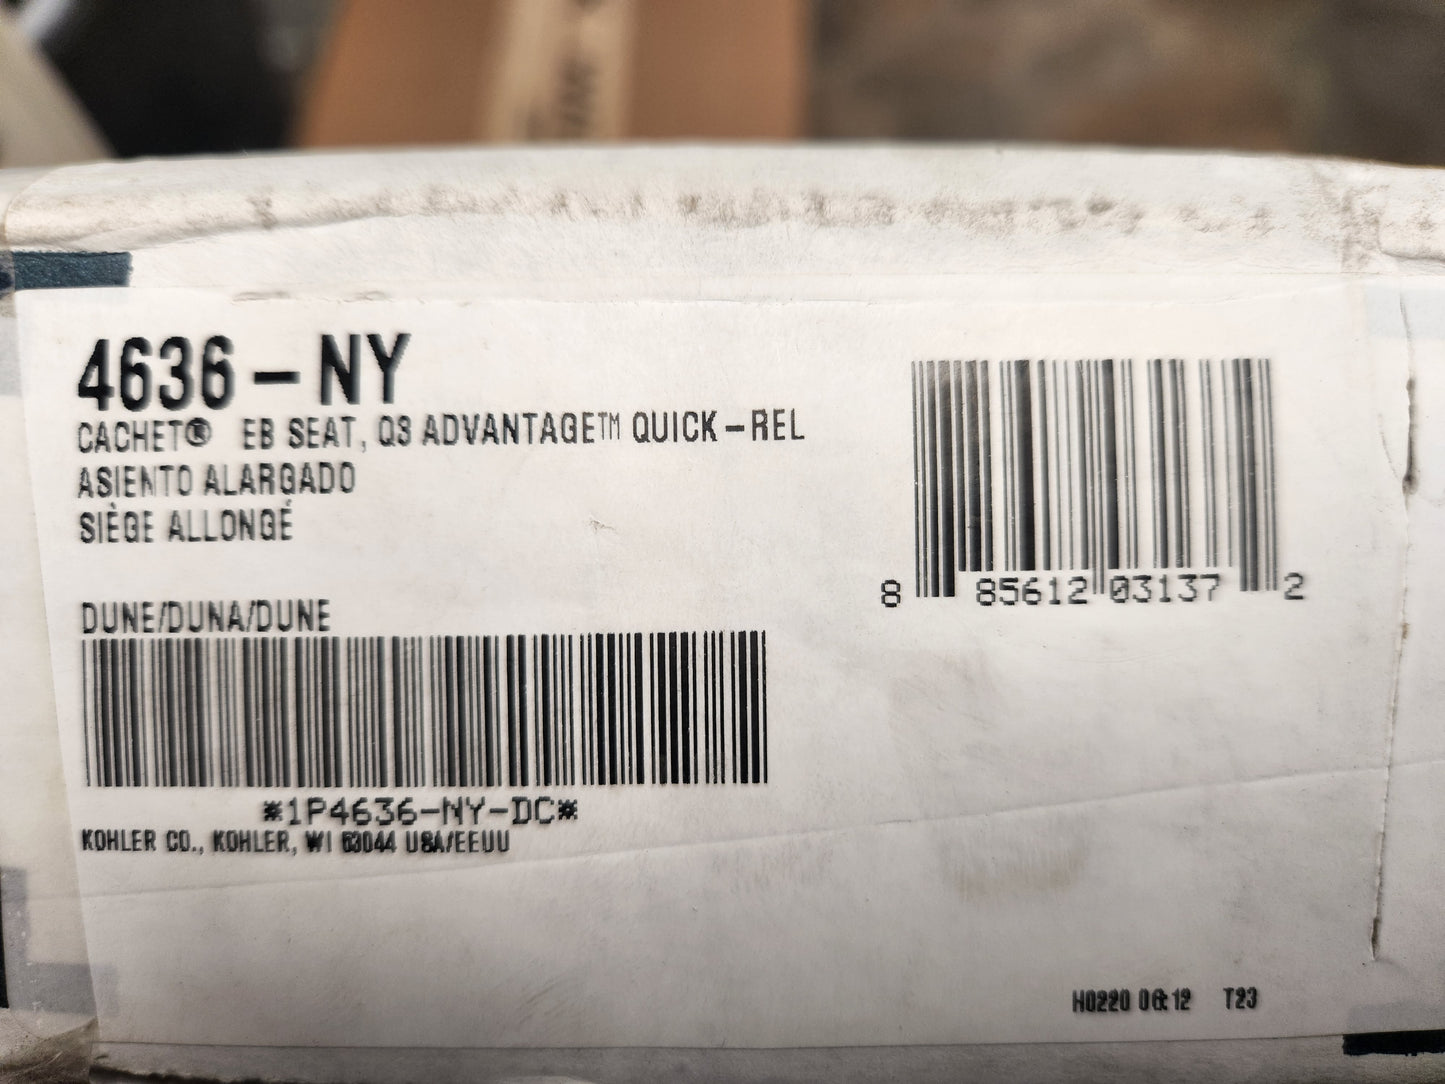 4636-NY
CACHET® EB SEAT, Q3 ADVANTAGE™ QUICK-REL
ASIENTO ALARGADO
SIÈGE ALLONGÉ
DUNE/DUNA/DUNE
*1P4636-NY-DC*
KOHLER CO., KOHLER, WI 53044 USA/EEUU
8 85612 03137 2
H0220 06:12 T23